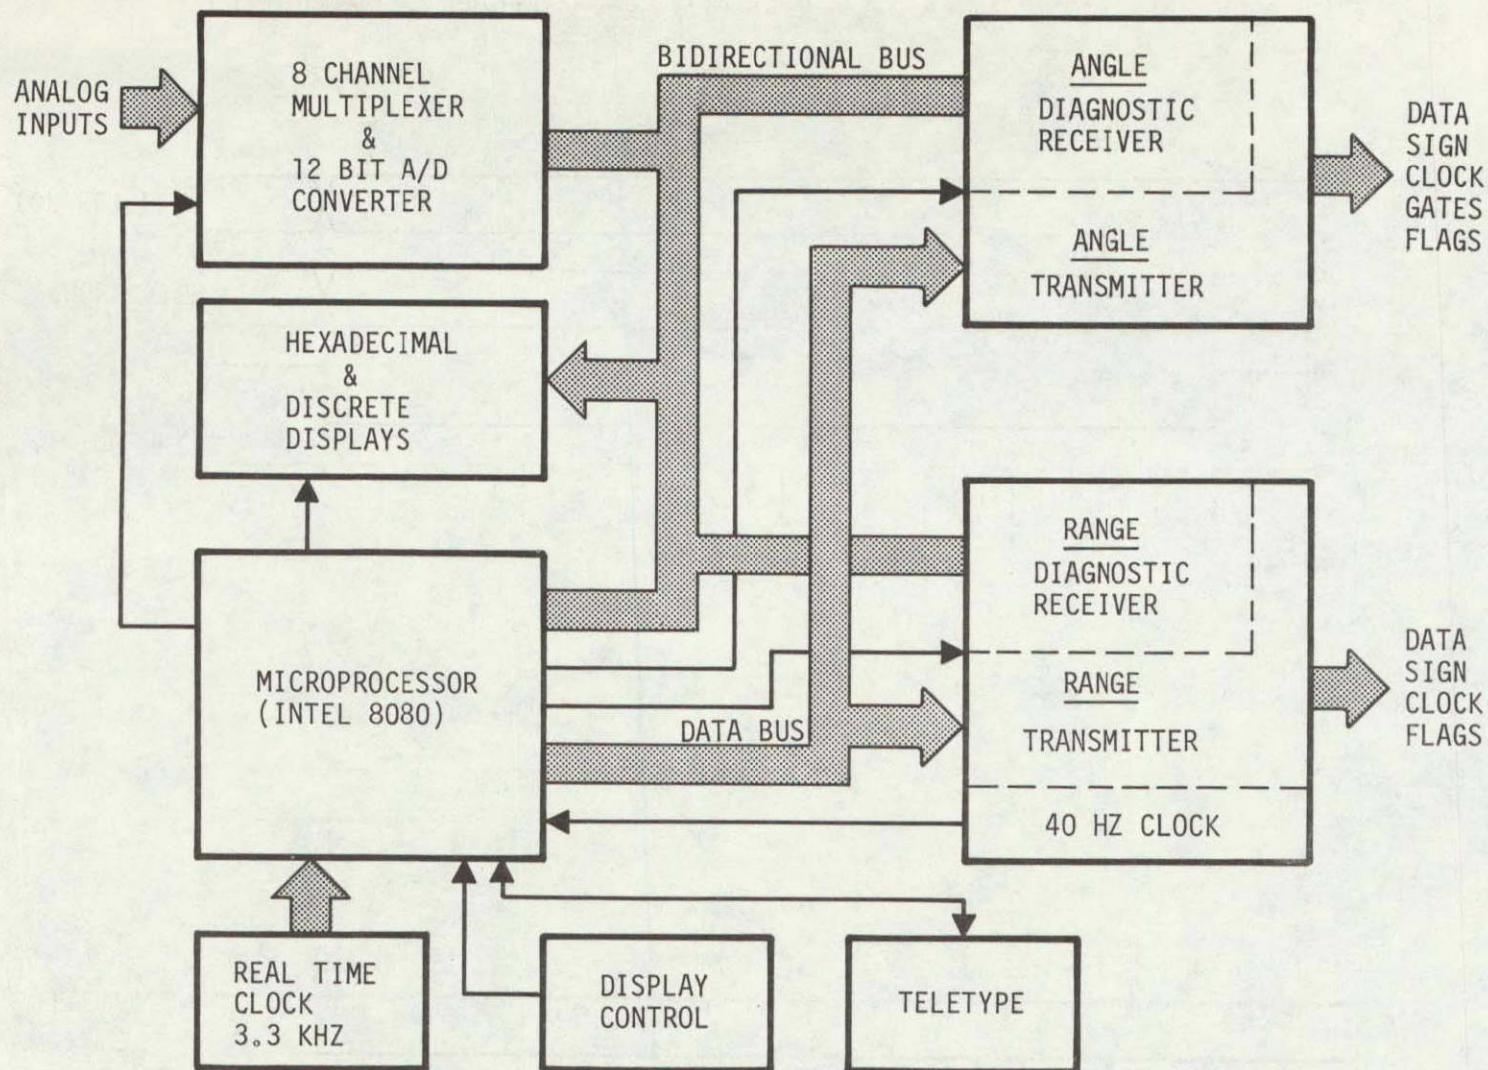 ANALOG
INPUTS
8 CHANNEL
MULTIPLEXER
&
12 BIT A/D
CONVERTER
BIDIRECTIONAL BUS
ANGLE
DIAGNOSTIC
RECEIVER
ANGLE
TRANSMITTER
DATA
SIGN
CLOCK
GATES
FLAGS
HEXADECIMAL
&
DISCRETE
DISPLAYS
MICROPROCESSOR
(INTEL 8080)
DATA BUS
RANGE
DIAGNOSTIC
RECEIVER
RANGE
TRANSMITTER
40 HZ CLOCK
DATA
SIGN
CLOCK
FLAGS
REAL TIME
CLOCK
3.3 KHZ
DISPLAY
CONTROL
TELETYPE